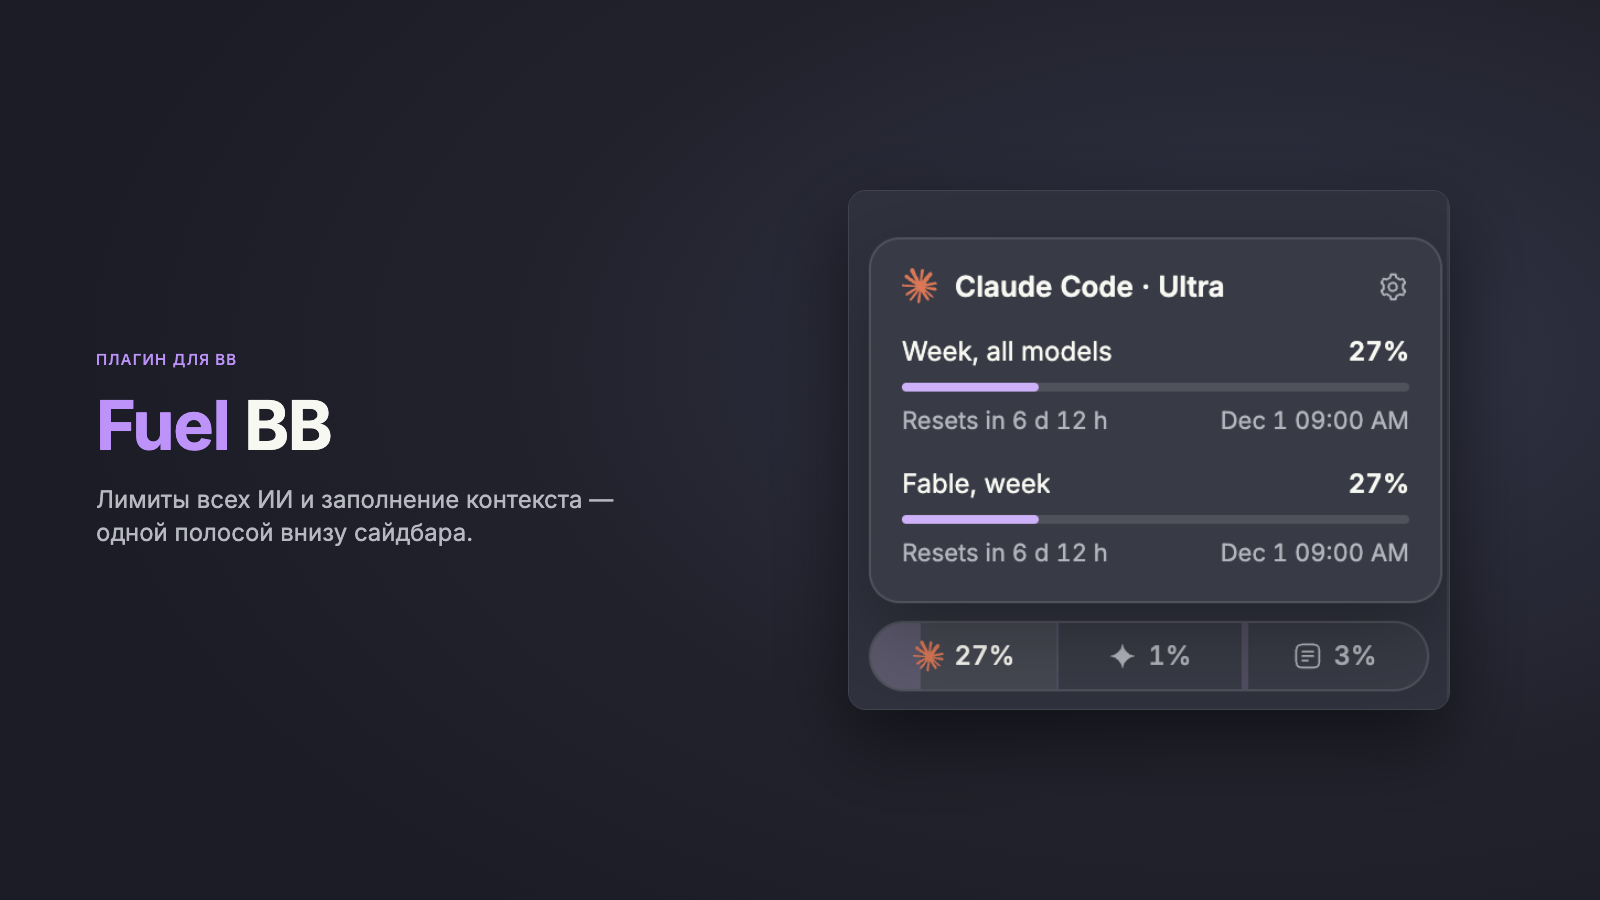 ПЛАГИН ДЛЯ BB
Fuel BB
Лимиты всех ИИ и заполнение контекста —
одной полосой внизу сайдбара.
Claude Code · Ultra
Week, all models 27%
Resets in 6 d 12 h Dec 1 09:00 AM
Fable, week 27%
Resets in 6 d 12 h Dec 1 09:00 AM
27% 1% 3%